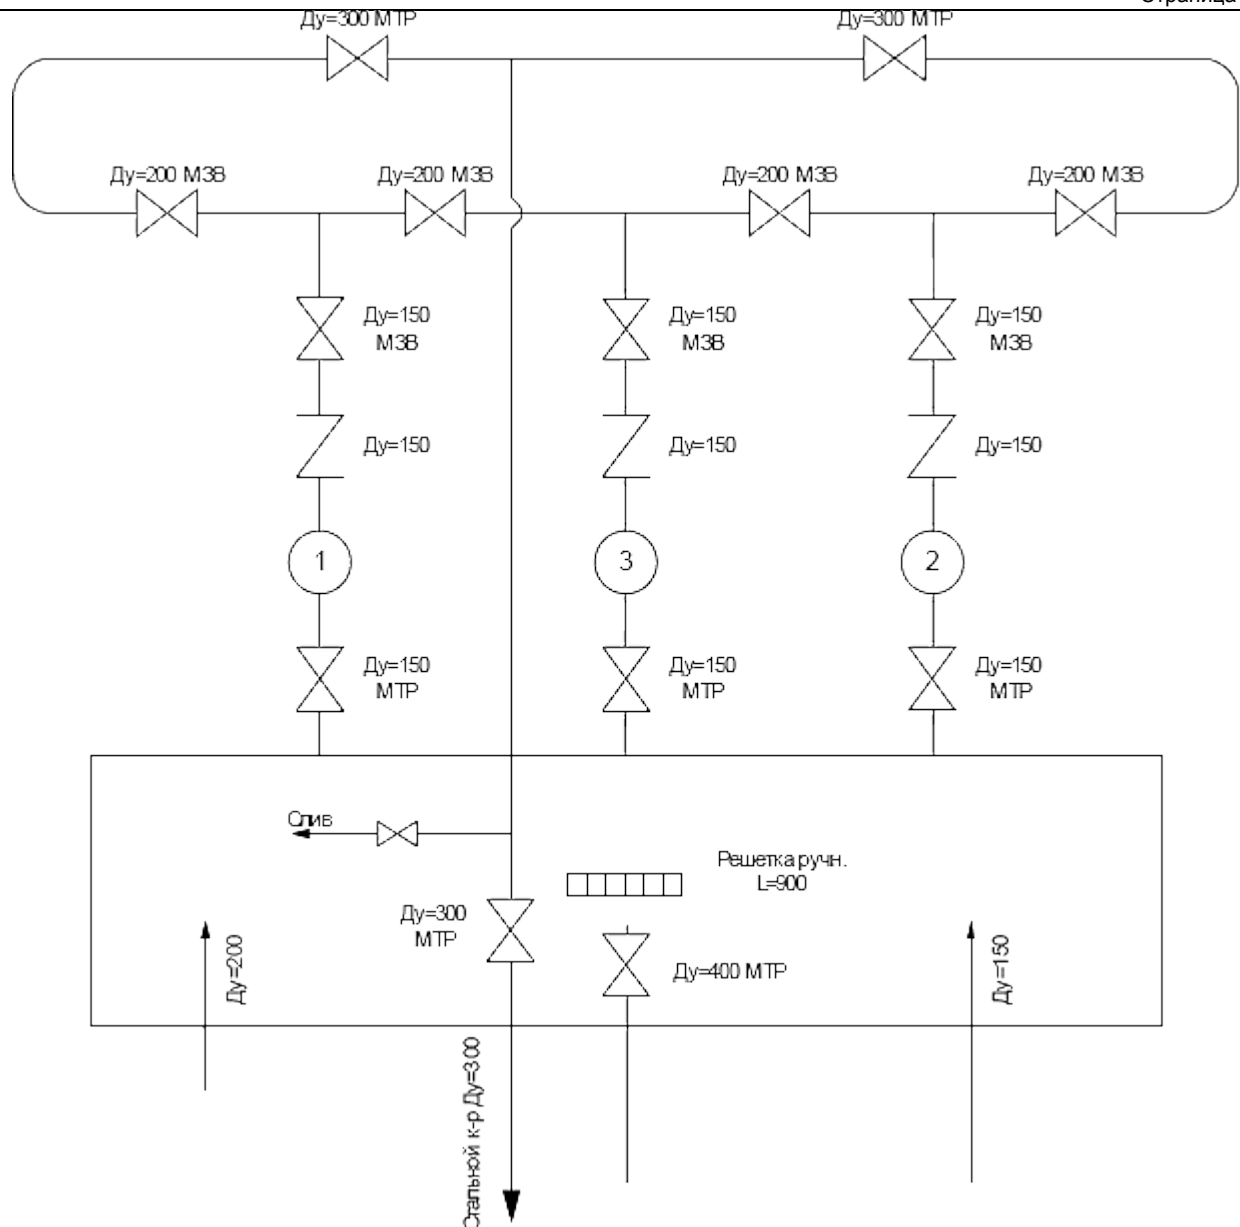 Страница
Ду=300 МТР
Ду=300 МТР
Ду=200 МЗВ
Ду=200 МЗВ
Ду=200 МЗВ
Ду=200 МЗВ
Ду=150
МЗВ
Ду=150
МЗВ
Ду=150
МЗВ
Ду=150
Ду=150
Ду=150
1
3
2
Ду=150
МТР
Ду=150
МТР
Ду=150
МТР
Слив
Решетка ручн.
L=900
Ду=300
МТР
Ду=400 МТР
Ду=200
Ду=150
Стальной к-р Ду=300